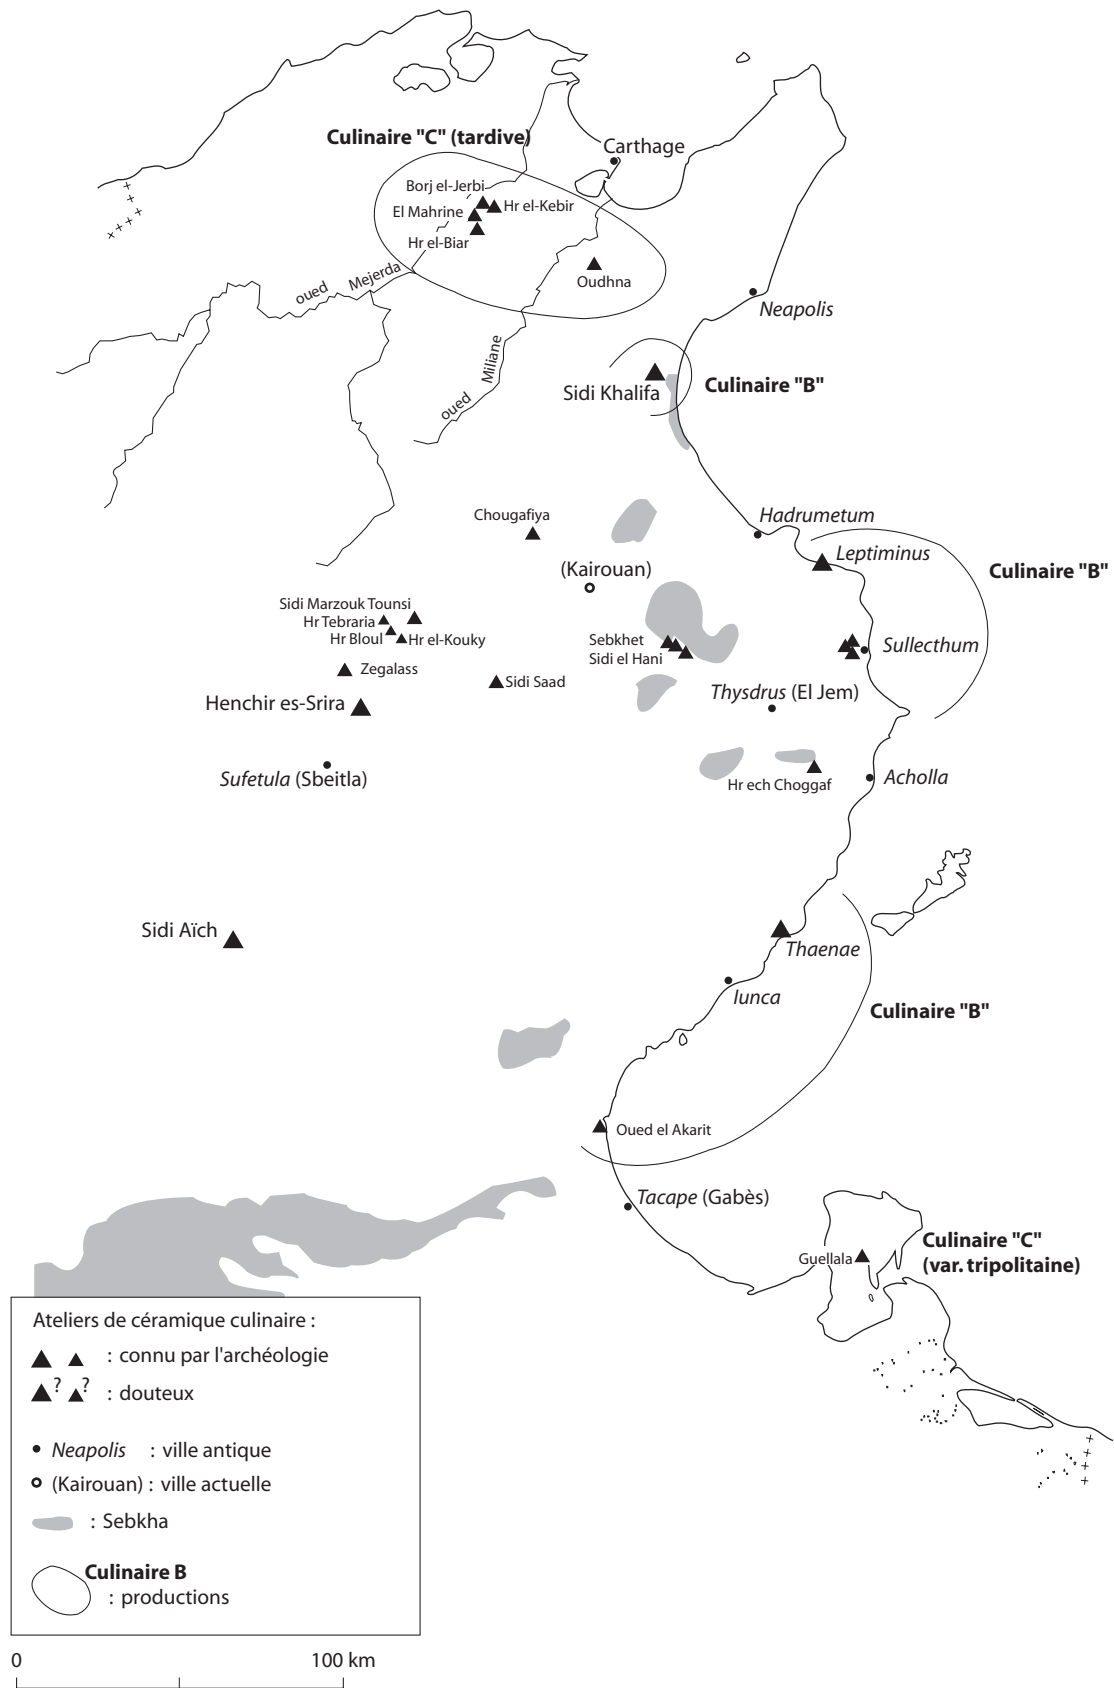 Culinaire "C" (tardive)
Carthage
Borj el-Jerbi
Hr el-Kebir
El Mahrine
Hr el-Biar
Oudhna
oued Mejerda
Neapolis
oued Miliane
Sidi Khalifa
Culinaire "B"
Chougafiya
Hadrumetum
Leptiminus
Culinaire "B"
(Kairouan)
Sidi Marzouk Tounsi
Hr Tebraria
Hr Bloul
Hr el-Kouky
Sebkhet
Sidi el Hani
Sullecthum
Zegalass
Sidi Saad
Thysdrus (El Jem)
Henchir es-Srira
Sufetula (Sbeitla)
Hr ech Choggaf
Acholla
Sidi Aïch
Thaenae
Iunca
Culinaire "B"
Oued el Akarit
Tacape (Gabès)
Guellala
Culinaire "C"
(var. tripolitaine)
Ateliers de céramique culinaire :
: connu par l'archéologie
? ? : douteux
Neapolis : ville antique
(Kairouan) : ville actuelle
: Sebkha
Culinaire B
: productions
0 100 km